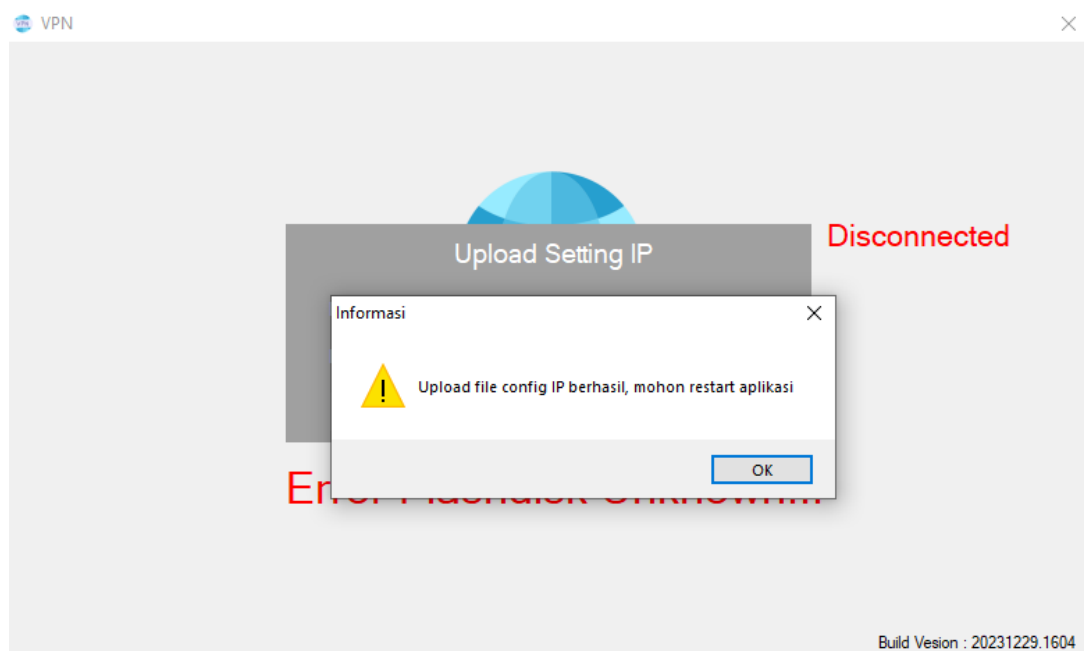 VPN
Disconnected
Upload Setting IP
Informasi
Upload file config IP berhasil, mohon restart aplikasi
OK
Build Vesion : 20231229.1604